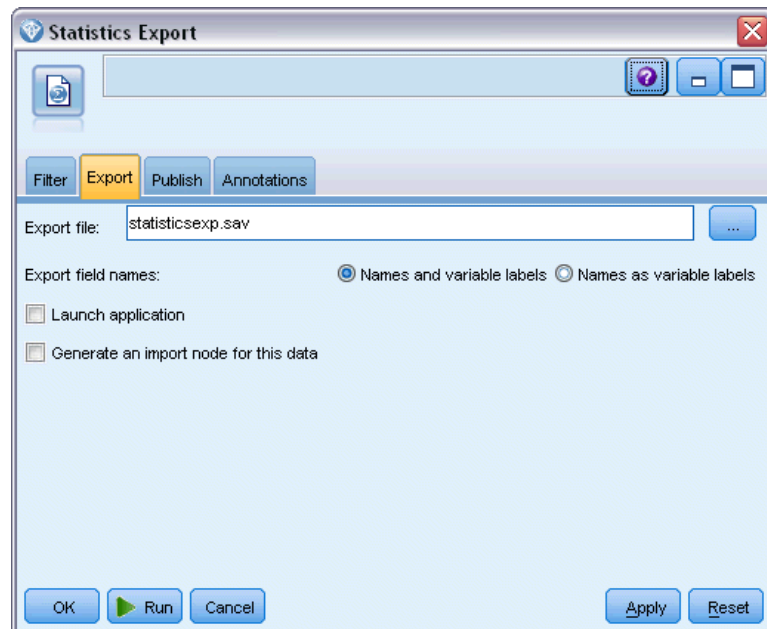 Statistics Export
Filter Export Publish Annotations
Export file: statisticsexp.sav ...
Export field names: Names and variable labels Names as variable labels
Launch application
Generate an import node for this data
OK Run Cancel Apply Reset